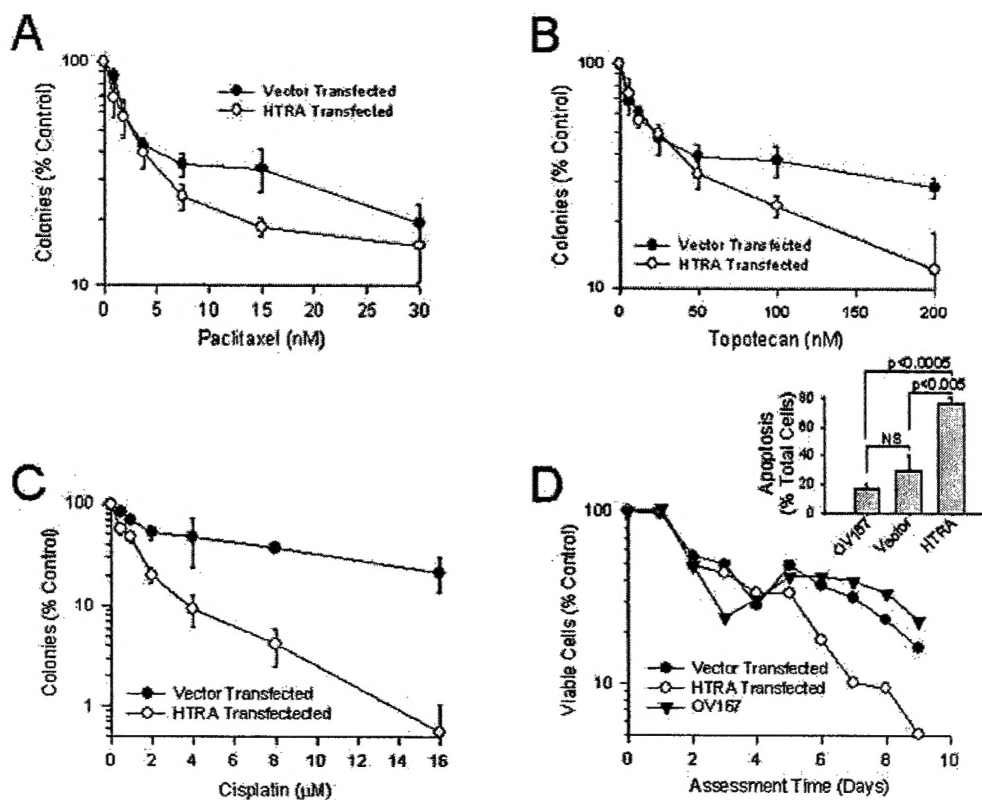 A
Colonies (% Control)
100
10
Vector Transfected
HTRA Transfected
0 5 10 15 20 25 30
Paclitaxel (nM)
B
Colonies (% Control)
100
10
Vector Transfected
HTRA Transfected
0 50 100 150 200
Topotecan (nM)
C
Colonies (% Control)
100
10
1
Vector Transfected
HTRA Transfectected
0 2 4 6 8 10 12 14 16
Cisplatin (μM)
D
Apoptosis
(% Total Cells)
80
60
40
20
0
p<0.0005
p<0.005
NS
OV167
Vector
HTRA
Viable Cells (% Control)
100
10
Vector Transfected
HTRA Transfected
OV167
0 2 4 6 8 10
Assessment Time (Days)